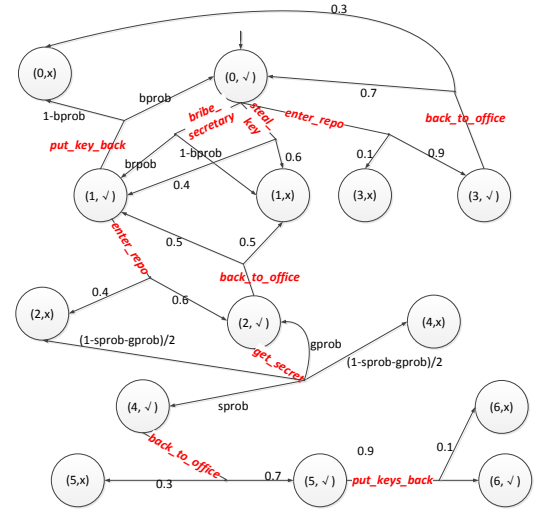 0.3
(0,x)
(0, √ )
0.7
bprob
1-bprob
bribe_
secretary
steal_
key
enter_repo
back_to_office
put_key_back
brpob
1-bprob
0.6
0.4
0.1
0.9
(1, √ )
(1,x)
(3,x)
(3, √ )
enter_repo
0.5
0.5
back_to_office
0.4
0.6
(2,x)
(2, √ )
(4,x)
(1-sprob-gprob)/2
gprob
get_secret
(1-sprob-gprob)/2
sprob
(4, √ )
(6,x)
back_to_office
0.9
0.1
(5,x)
0.3
0.7
(5, √ )
put_keys_back
(6, √ )